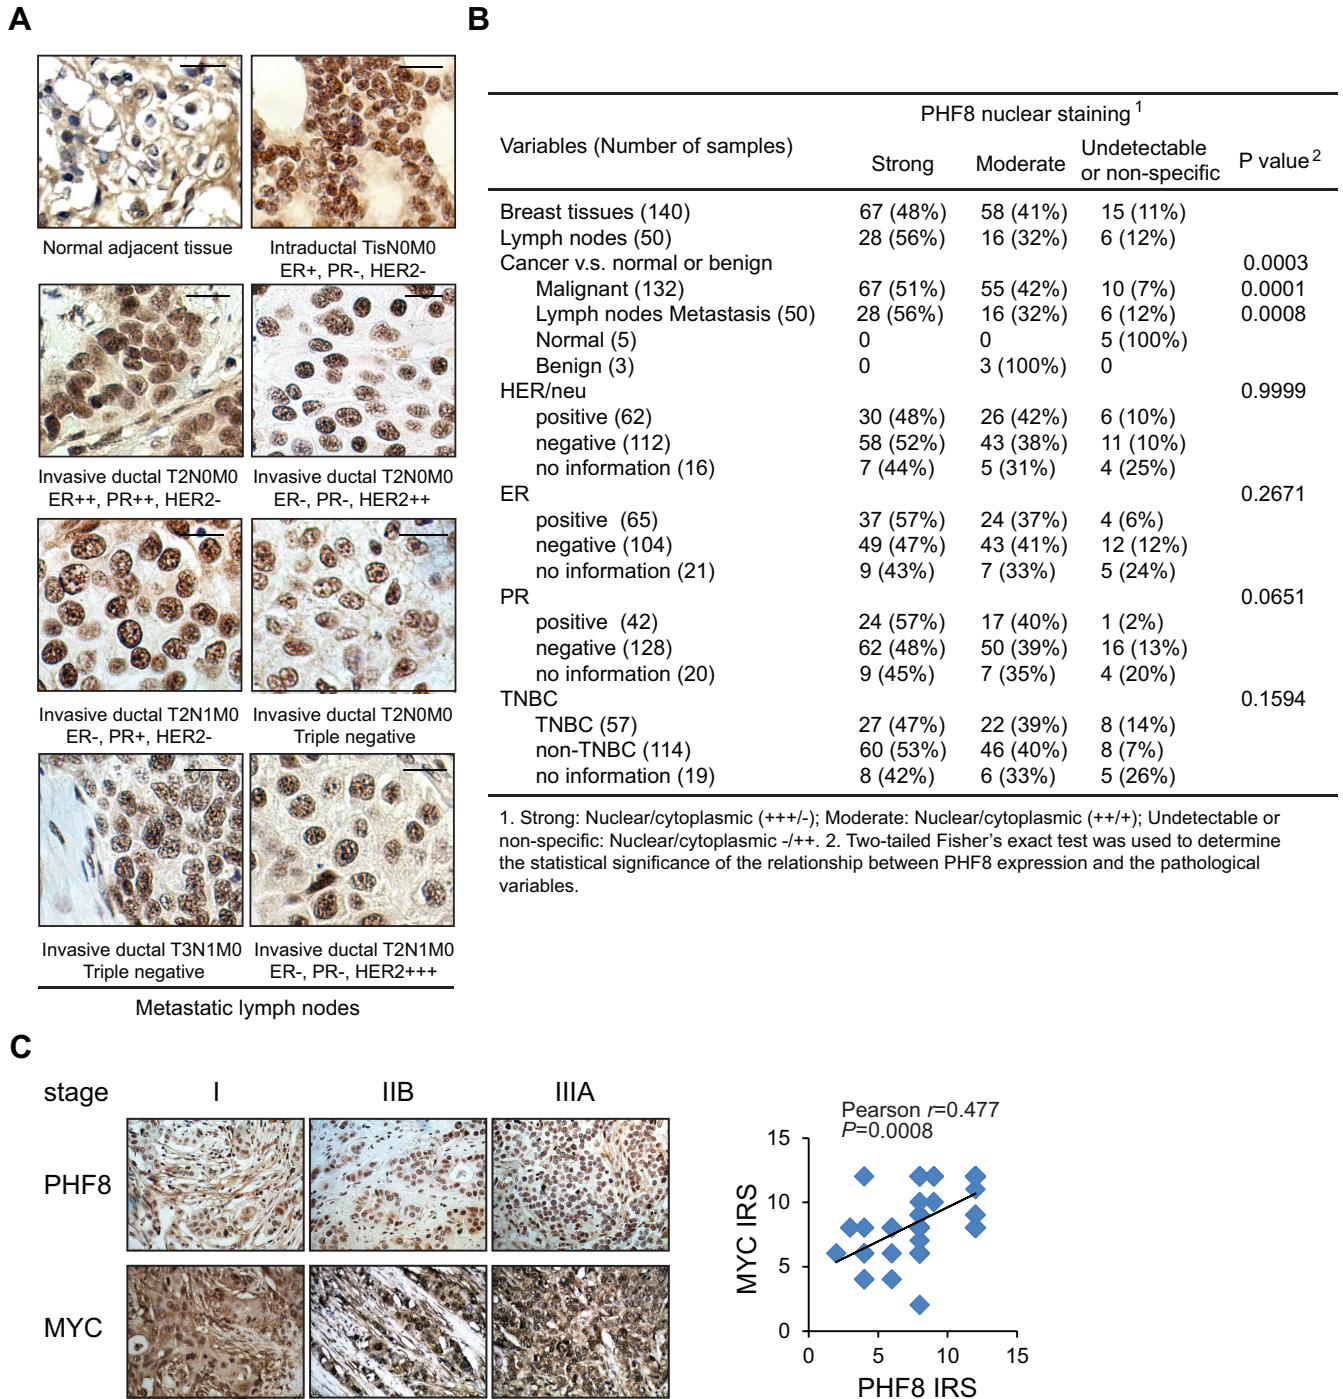 A
Normal adjacent tissue
Intraductal TisN0M0
ER+, PR-, HER2-
Invasive ductal T2N0M0
ER++, PR++, HER2-
Invasive ductal T2N0M0
ER-, PR-, HER2++
Invasive ductal T2N1M0
ER-, PR+, HER2-
Invasive ductal T2N0M0
Triple negative
Invasive ductal T3N1M0
Triple negative
Invasive ductal T2N1M0
ER-, PR-, HER2+++
Metastatic lymph nodes
B
PHF8 nuclear staining 1
Variables (Number of samples) Strong Moderate Undetectable or non-specific P value 2
Breast tissues (140) 67 (48%) 58 (41%) 15 (11%)
Lymph nodes (50) 28 (56%) 16 (32%) 6 (12%)
Cancer v.s. normal or benign 0.0003
Malignant (132) 67 (51%) 55 (42%) 10 (7%) 0.0001
Lymph nodes Metastasis (50) 28 (56%) 16 (32%) 6 (12%) 0.0008
Normal (5) 0 0 5 (100%)
Benign (3) 0 3 (100%) 0
HER/neu 0.9999
positive (62) 30 (48%) 26 (42%) 6 (10%)
negative (112) 58 (52%) 43 (38%) 11 (10%)
no information (16) 7 (44%) 5 (31%) 4 (25%)
ER 0.2671
positive (65) 37 (57%) 24 (37%) 4 (6%)
negative (104) 49 (47%) 43 (41%) 12 (12%)
no information (21) 9 (43%) 7 (33%) 5 (24%)
PR 0.0651
positive (42) 24 (57%) 17 (40%) 1 (2%)
negative (128) 62 (48%) 50 (39%) 16 (13%)
no information (20) 9 (45%) 7 (35%) 4 (20%)
TNBC 0.1594
TNBC (57) 27 (47%) 22 (39%) 8 (14%)
non-TNBC (114) 60 (53%) 46 (40%) 8 (7%)
no information (19) 8 (42%) 6 (33%) 5 (26%)
1. Strong: Nuclear/cytoplasmic (+++/-); Moderate: Nuclear/cytoplasmic (++/+); Undetectable or
non-specific: Nuclear/cytoplasmic -/++. 2. Two-tailed Fisher's exact test was used to determine
the statistical significance of the relationship between PHF8 expression and the pathological
variables.
C
stage I IIB IIIA
PHF8
MYC
Pearson r=0.477
P=0.0008
MYC IRS
15
10
5
0
0 5 10 15
PHF8 IRS